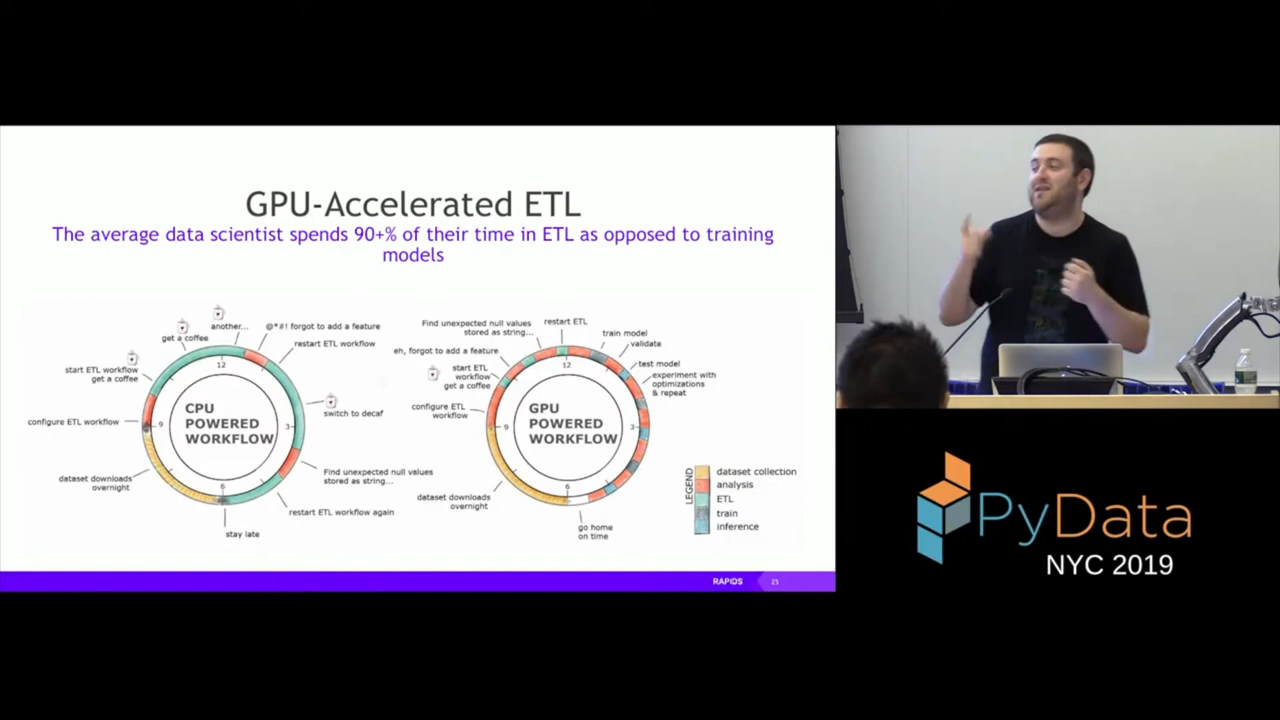 GPU-Accelerated ETL
The average data scientist spends 90+% of their time in ETL as opposed to training
models
another...
get a coffee
@*#! forgot to add a feature
restart ETL workflow
12
start ETL workflow
get a coffee
switch to decaf
configure ETL workflow
9
CPU
POWERED
WORKFLOW
3
Find unexpected null values
stored as string...
dataset downloads
overnight
6
restart ETL workflow again
stay late
Find unexpected null values
stored as string...
restart ETL
train model
validate
eh, forgot to add a feature
12
test model
start ETL
workflow
get a coffee
experiment with
optimizations
& repeat
configure ETL
workflow
9
GPU
POWERED
WORKFLOW
3
dataset downloads
overnight
6
go home
on time
LEGEND
dataset collection
analysis
ETL
train
inference
RAPIDS
25
PyData
NYC 2019